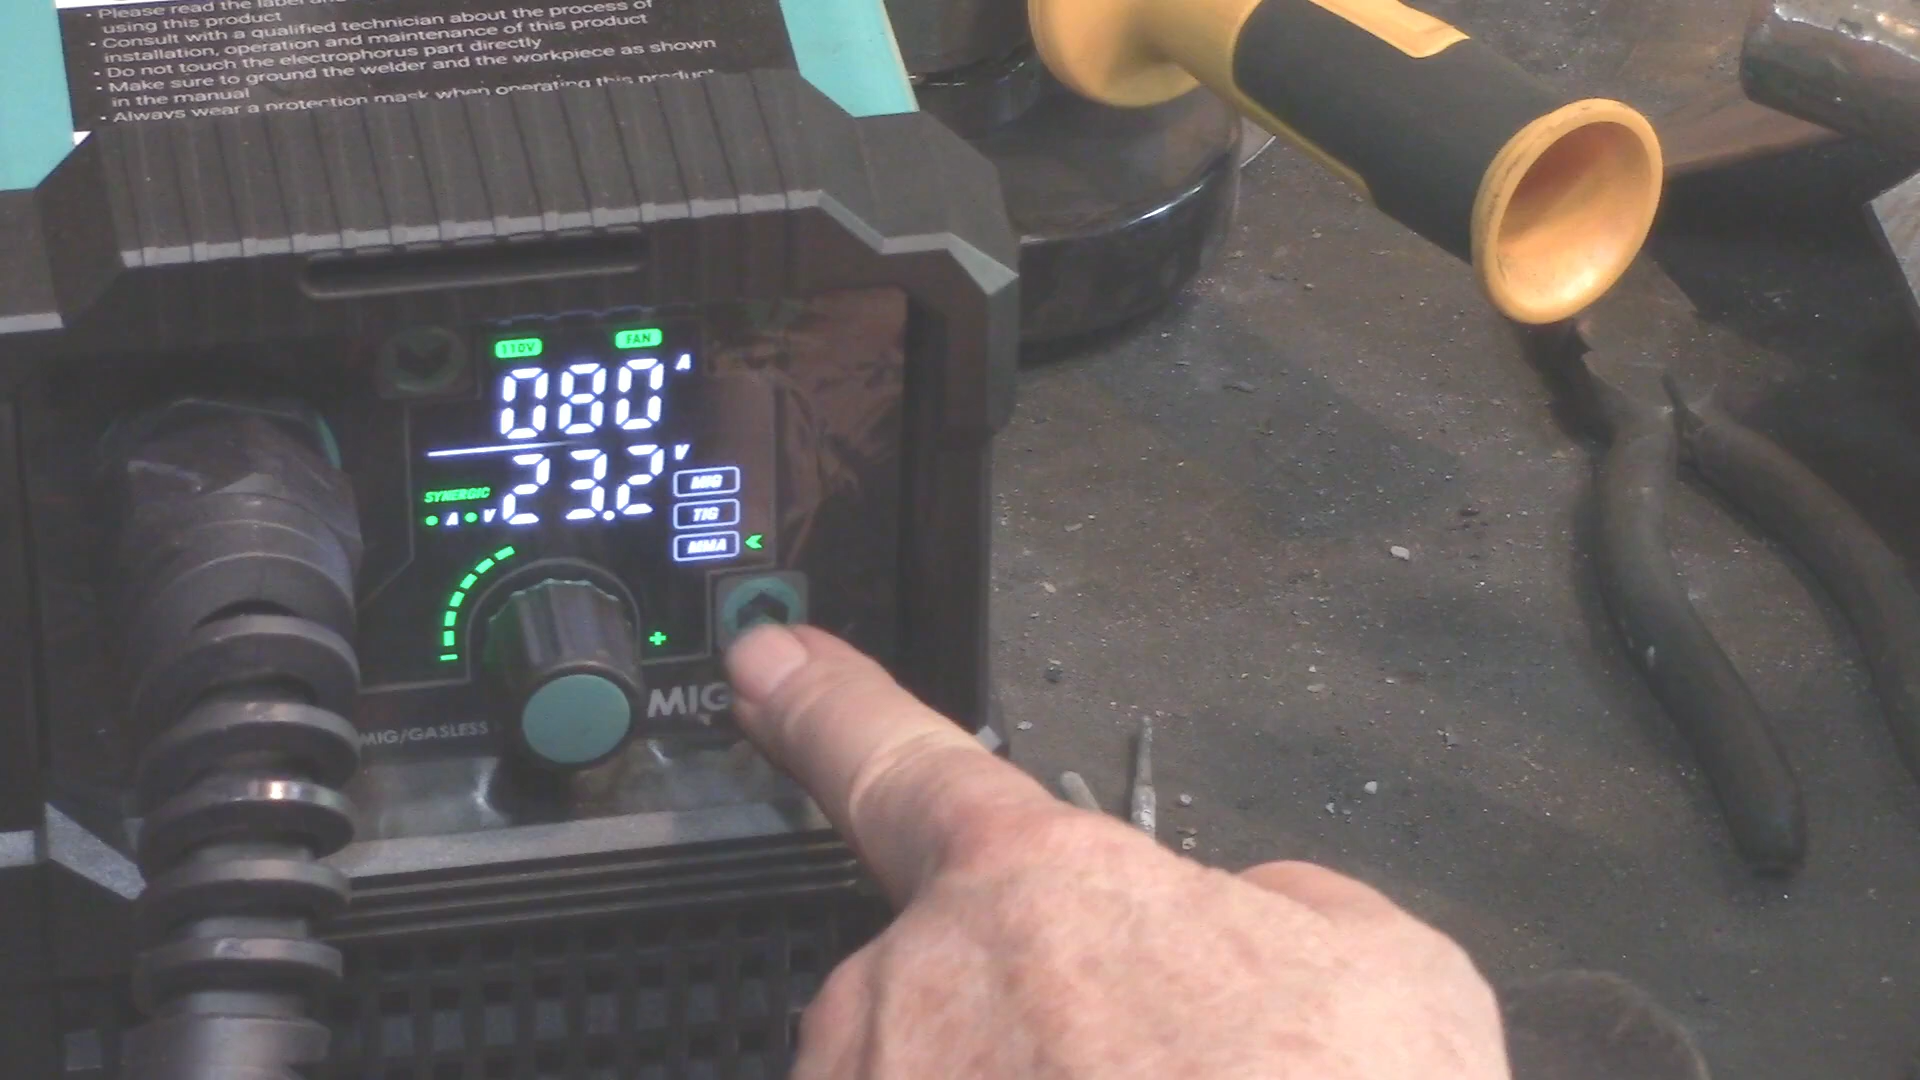 • Please read the label
using this product
• Consult with a qualified technician about the process of
installation, operation and maintenance of this product
• Do not touch the electrophorus part directly
• Make sure to ground the welder and the workpiece as shown
in the manual
• Always wear a protection mask when operating this product
110V FAN
080 A
23.2 V
SYNERGIC
A V
MIG
TIG
MMA
- +
MIG
MIG/GASLESS